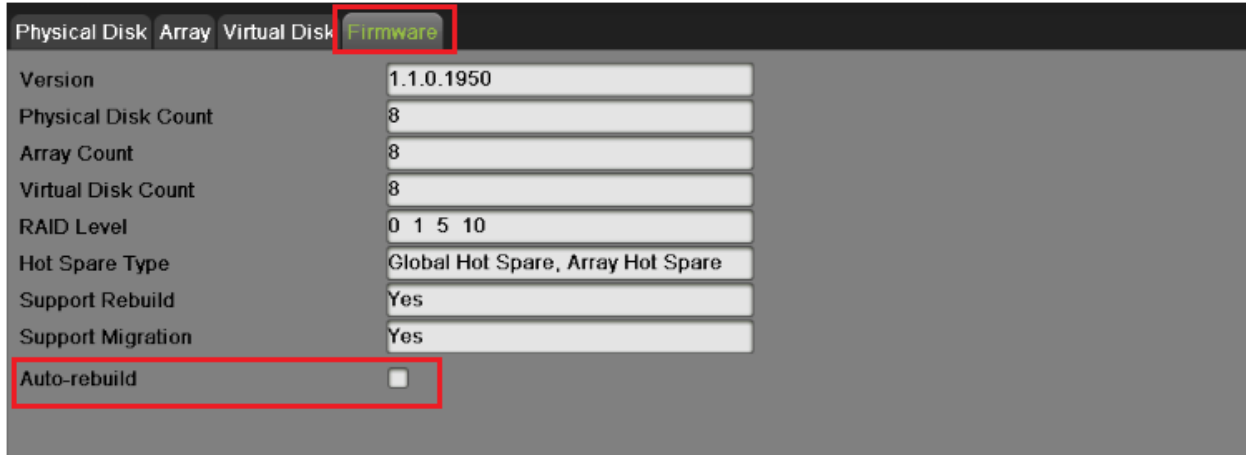 Physical Disk Array Virtual Disk Firmware
Version 1.1.0.1950
Physical Disk Count 8
Array Count 8
Virtual Disk Count 8
RAID Level 0 1 5 10
Hot Spare Type Global Hot Spare, Array Hot Spare
Support Rebuild Yes
Support Migration Yes
Auto-rebuild